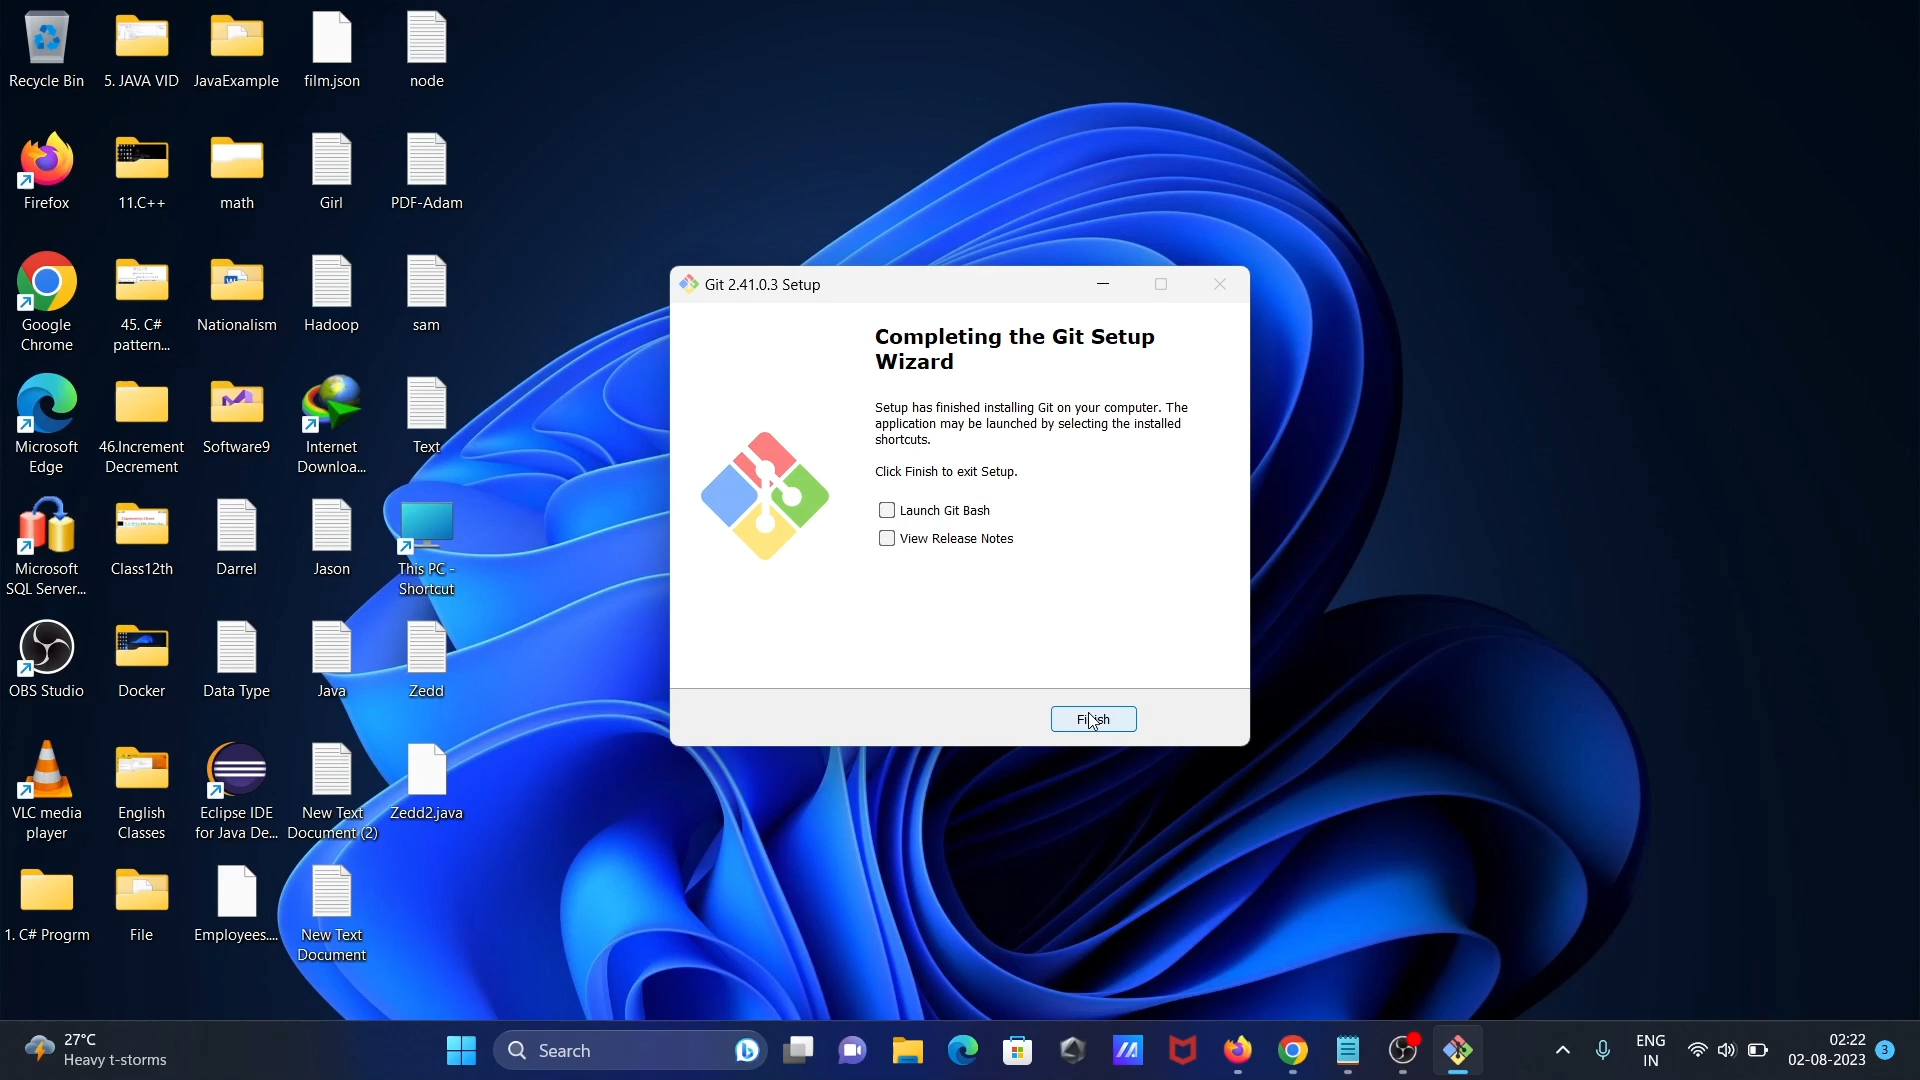 Recycle Bin
5. JAVA VID
JavaExample
film.json
node
Firefox
11.C++
math
Girl
PDF-Adam
Google
Chrome
45. C#
pattern...
Nationalism
Hadoop
sam
Microsoft
Edge
46.Increment
Decrement
Software9
Internet
Downloa...
Text
Microsoft
SQL Server...
Class12th
Darrel
Jason
This PC -
Shortcut
OBS Studio
Docker
Data Type
Java
Zedd
VLC media
player
English
Classes
Eclipse IDE
for Java De...
New Text
Document (2)
Zedd2.java
1. C# Progrm
File
Employees....
New Text
Document
Git 2.41.0.3 Setup
Completing the Git Setup
Wizard
Setup has finished installing Git on your computer. The
application may be launched by selecting the installed
shortcuts.
Click Finish to exit Setup.
Launch Git Bash
View Release Notes
Finish
27°C
Heavy t-storms
Search
ENG
IN
02:22
02-08-2023
3